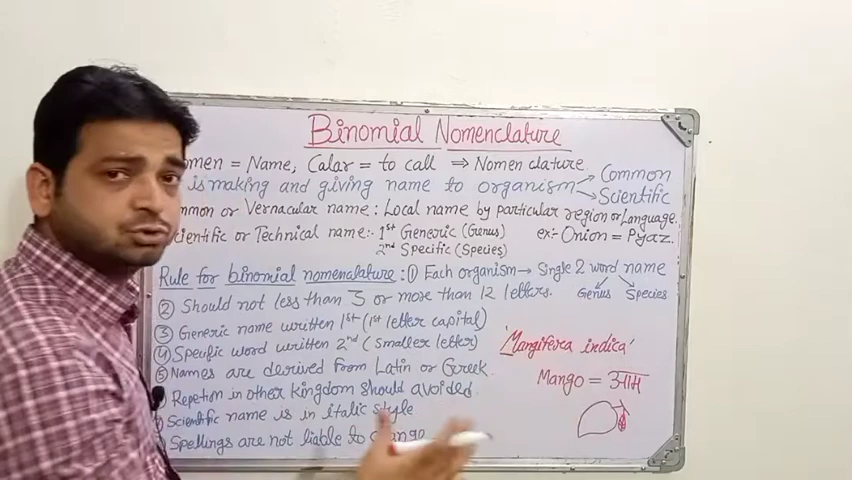 Binomial Nomenclature
omen = Name, Calar = to call ⇒ Nomenclature
is making and giving name to organism Common
Scientific
mmon or Vernacular name : Local name by particular region or Language.
cientific or Technical name :- 1st Generic (Genus) ex:- Onion = Pyaz.
2nd Specific (Species)
Rule for binomial nomenclature : ① Each organism → Single 2 word name
Genus Species
② Should not less than 3 or more than 12 letters.
③ Generic name written 1st (1st letter capital)
④ Specific word written 2nd (smaller letter)
⑤ Names are derived from Latin or Greek.
Repetion in other kingdom should avoided
Scientific name is in italic style
Spellings are not liable to change
'Mangifera indica'
Mango = आम